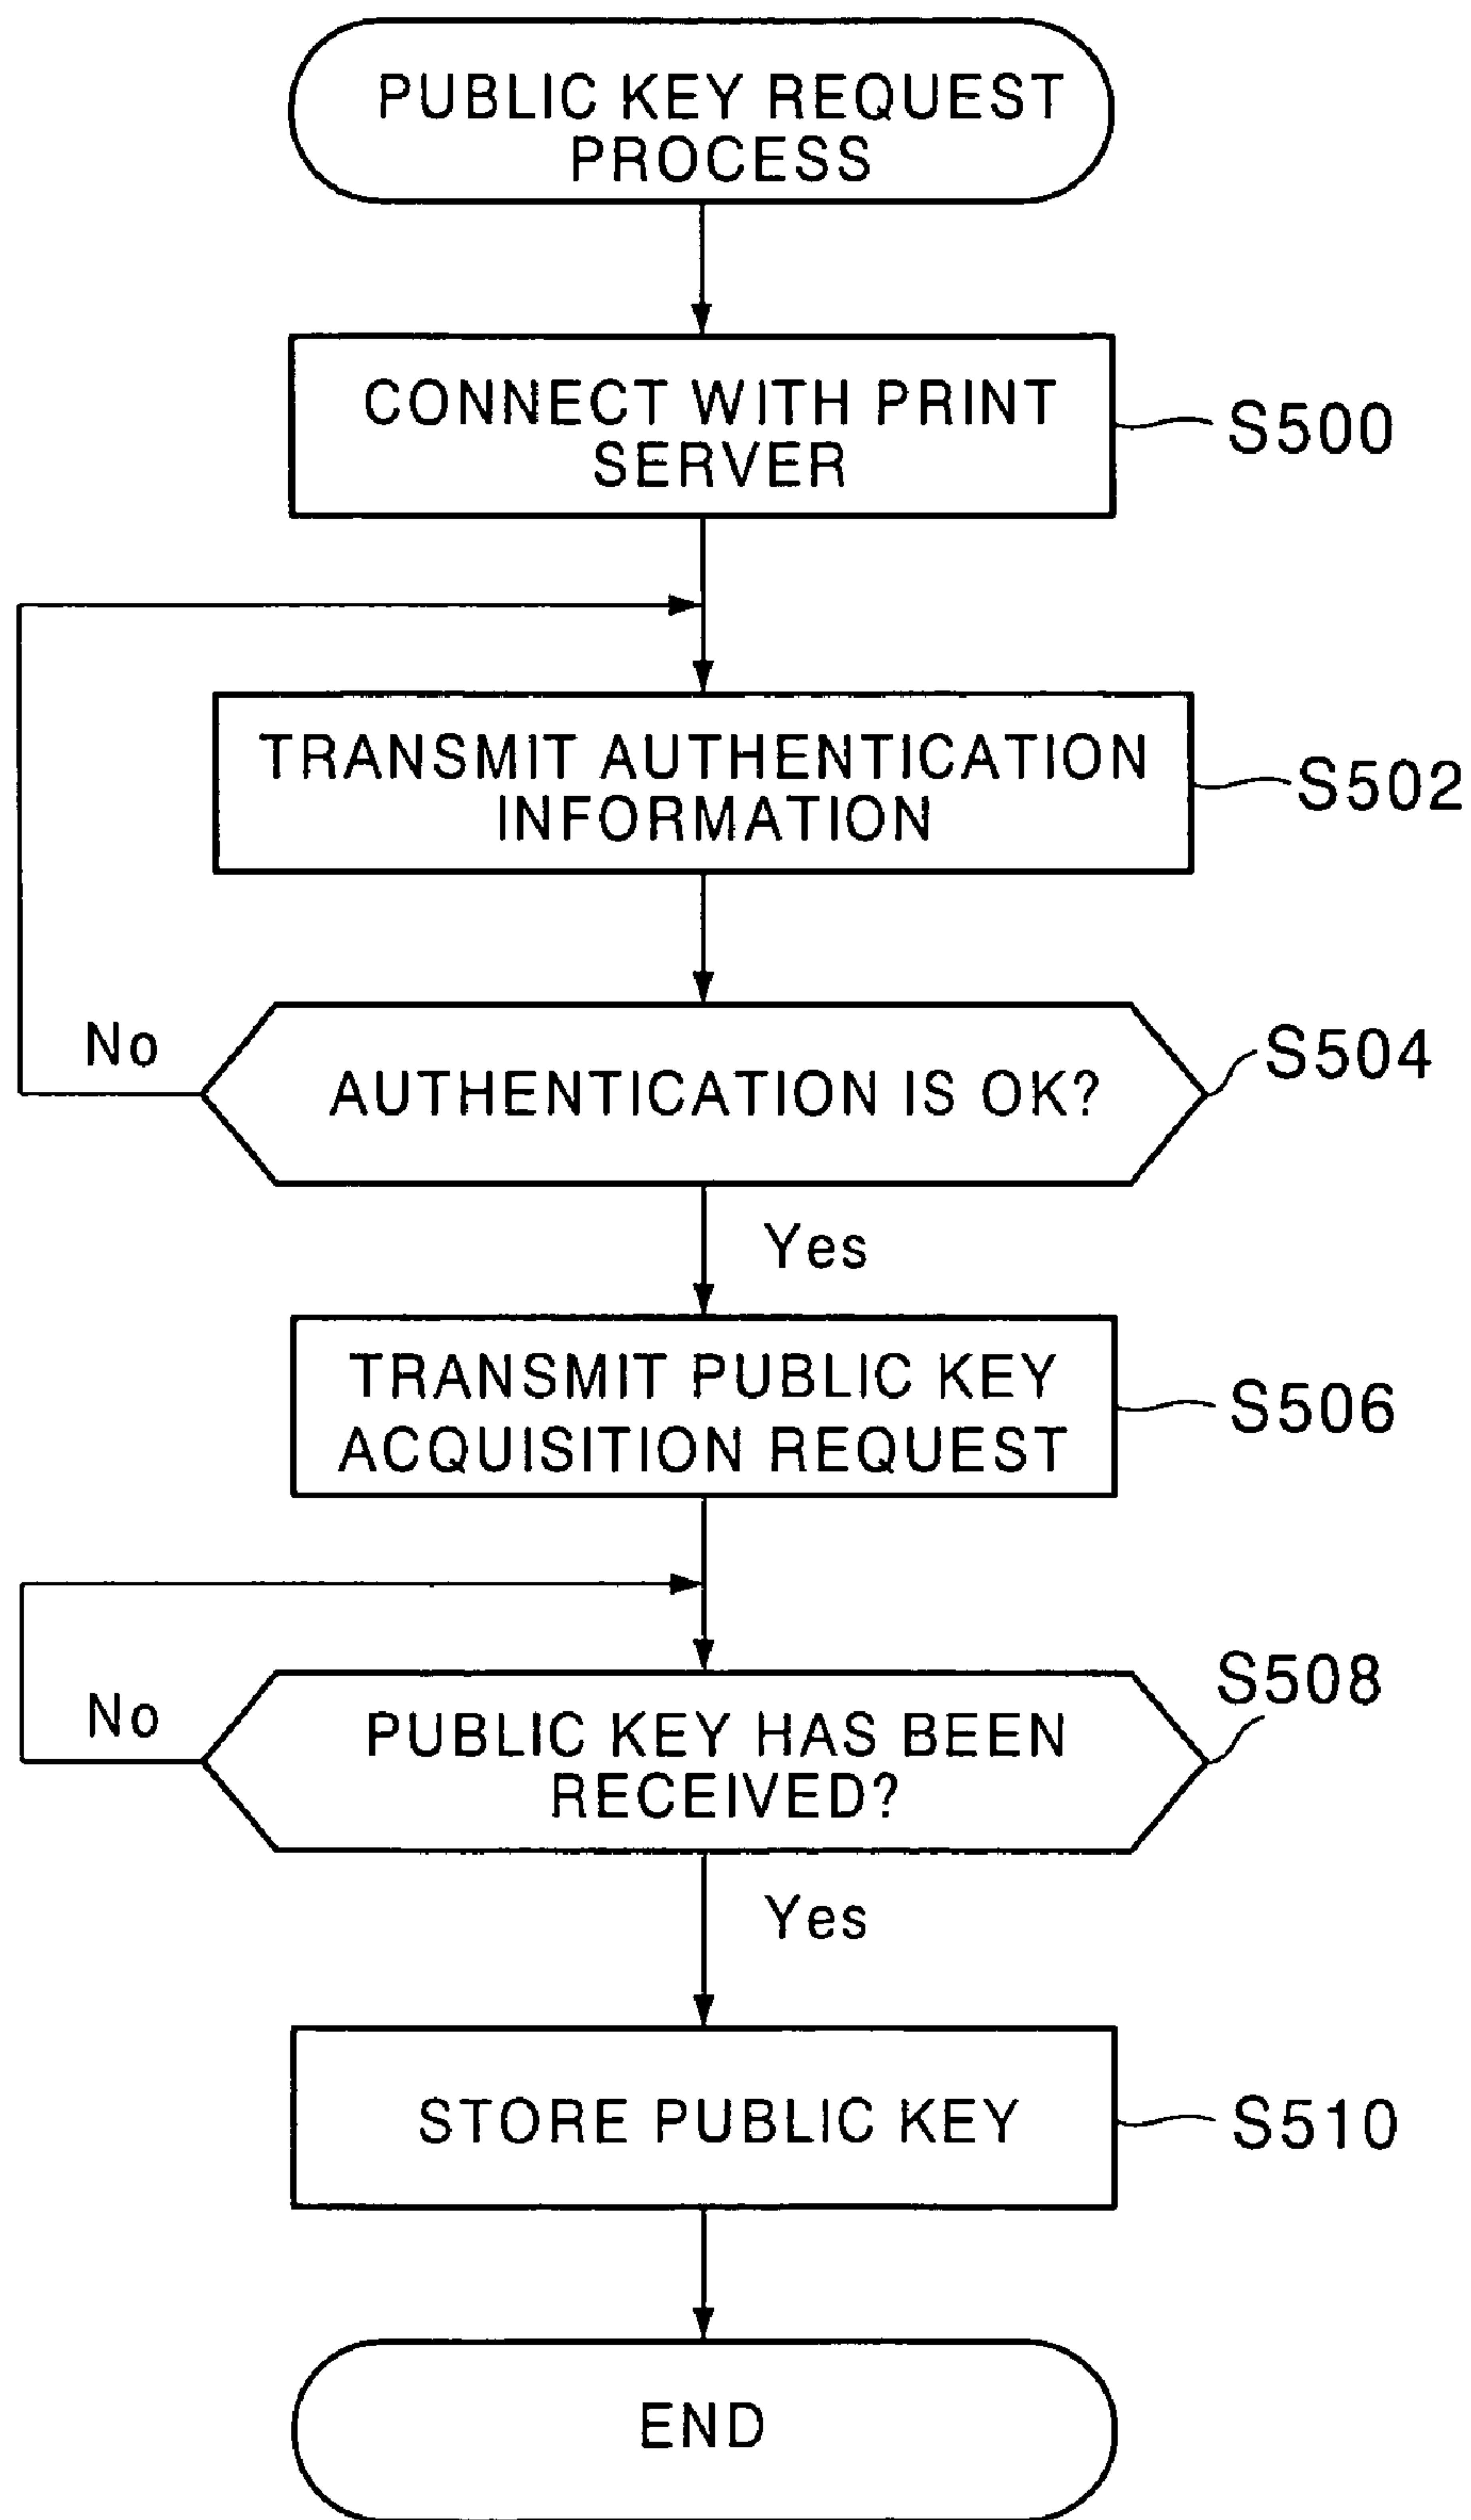 PUBLIC KEY REQUEST
PROCESS
CONNECT WITH PRINT
SERVER
S500
TRANSMIT AUTHENTICATION
INFORMATION
S502
No
AUTHENTICATION IS OK?
S504
Yes
TRANSMIT PUBLIC KEY
ACQUISITION REQUEST
S506
No
PUBLIC KEY HAS BEEN
RECEIVED?
S508
Yes
STORE PUBLIC KEY
S510
END